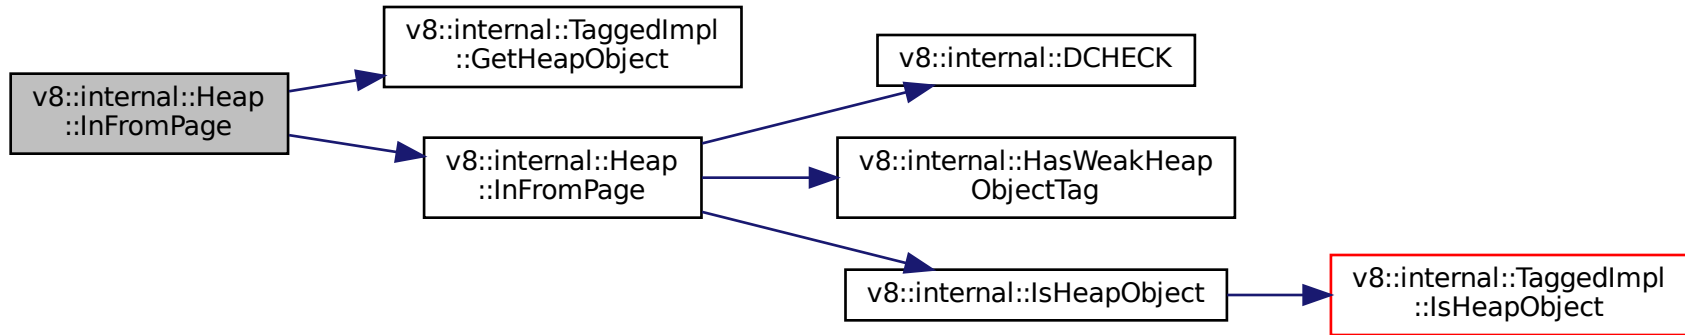 v8::internal::Heap
::InFromPage
v8::internal::TaggedImpl
::GetHeapObject
v8::internal::Heap
::InFromPage
v8::internal::DCHECK
v8::internal::HasWeakHeap
ObjectTag
v8::internal::IsHeapObject
v8::internal::TaggedImpl
::IsHeapObject